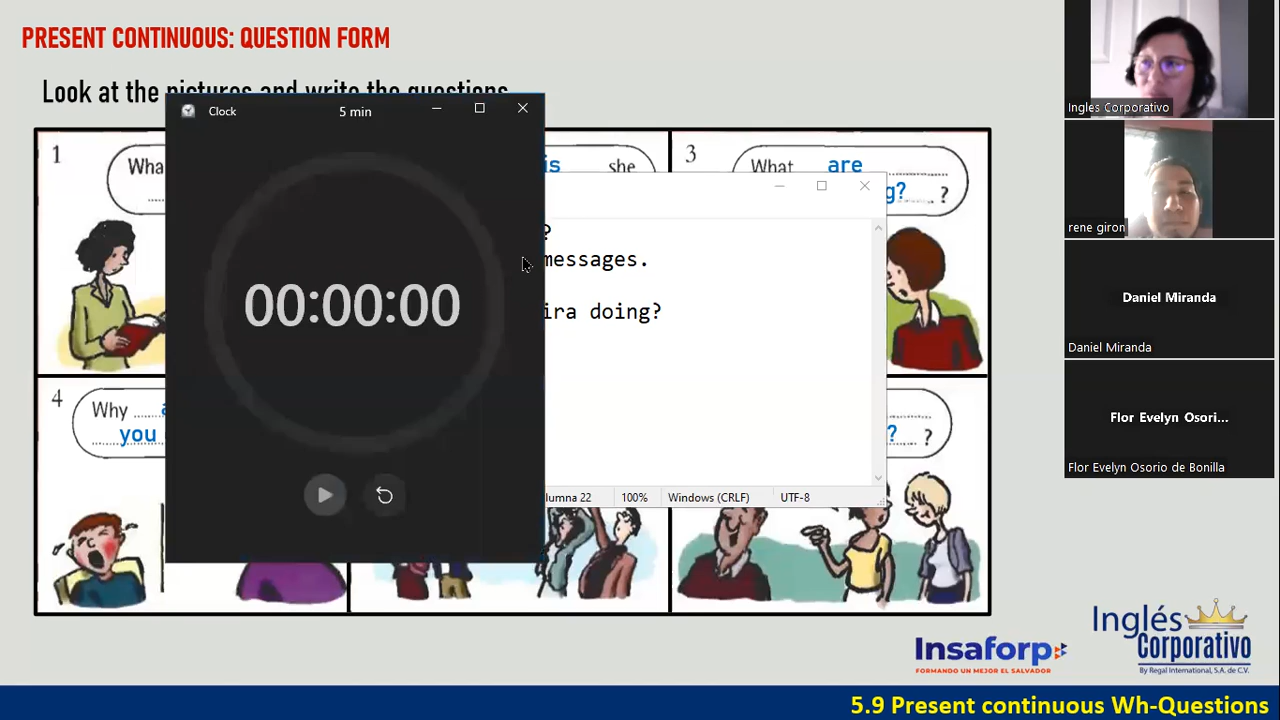 PRESENT CONTINUOUS: QUESTION FORM
Look at the pictures and write the questions
Clock
5 min
00:00:00
1
is she
3
What are
?
?
messages.
doing?
4
Why
you
? ?
100%
Windows (CRLF)
UTF-8
Ingles Corporativo
rene giron
Daniel Miranda
Daniel Miranda
Flor Evelyn Osori...
Flor Evelyn Osorio de Bonilla
Insaforp
FORMANDO UN MEJOR EL SALVADOR
Inglés
Corporativo
By Regal International, S.A. de C.V.
5.9 Present continuous Wh-Questions